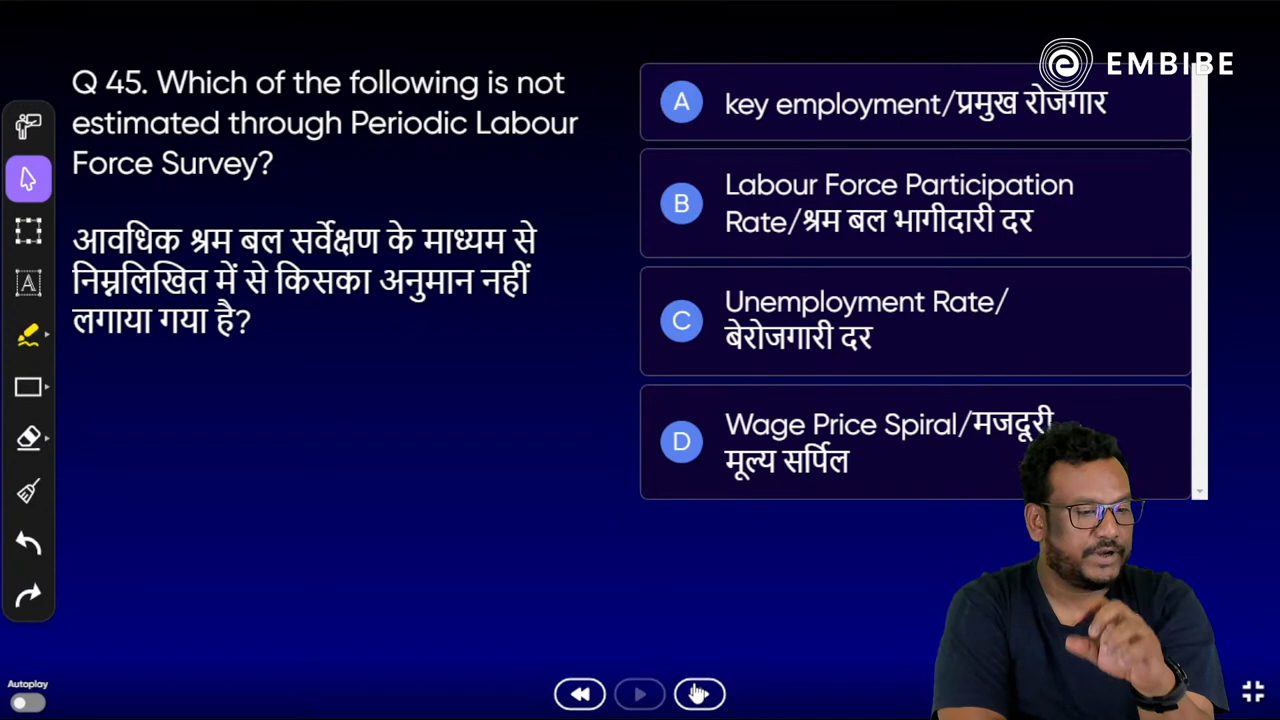 EMBIBE
Q 45. Which of the following is not
estimated through Periodic Labour
Force Survey?
आवधिक श्रम बल सर्वेक्षण के माध्यम से
निम्नलिखित में से किसका अनुमान नहीं
लगाया गया है?
A key employment/प्रमुख रोजगार
B Labour Force Participation
Rate/श्रम बल भागीदारी दर
C Unemployment Rate/
बेरोजगारी दर
D Wage Price Spiral/मजदूरी
मूल्य सर्पिल
A
Autoplay